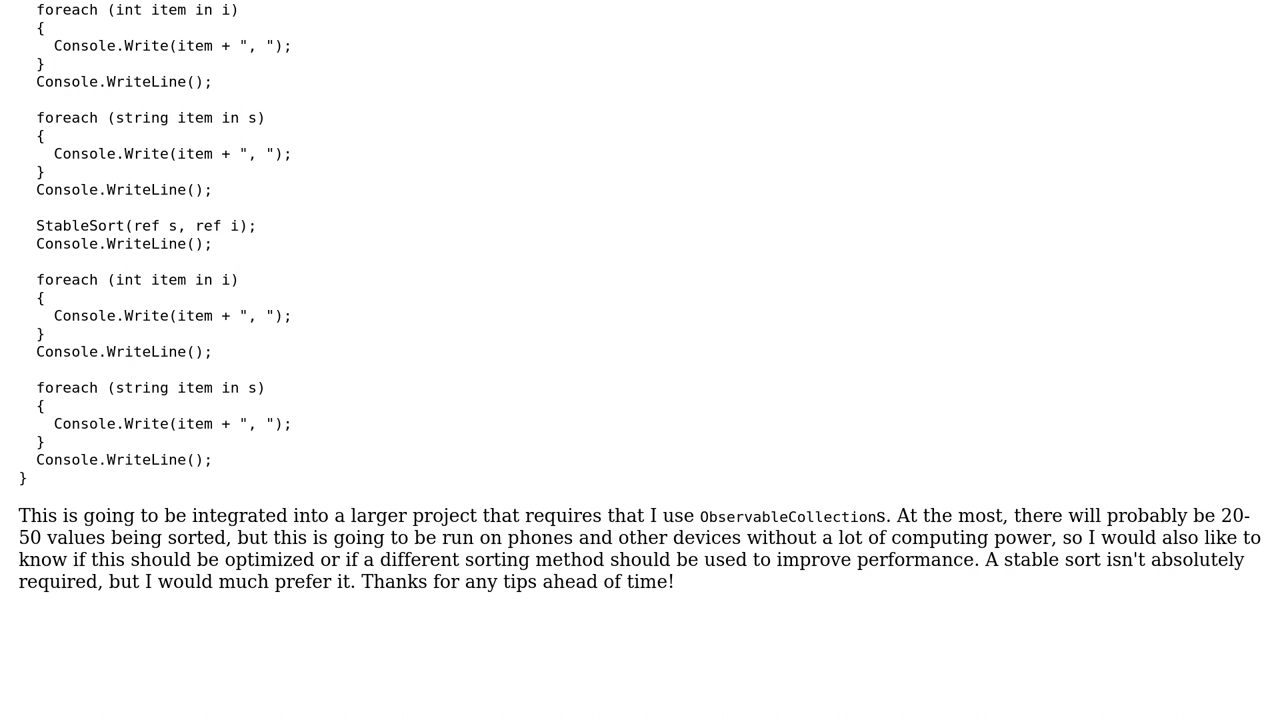 foreach (int item in i)
  {
    Console.Write(item + ", ");
  }
  Console.WriteLine();

  foreach (string item in s)
  {
    Console.Write(item + ", ");
  }
  Console.WriteLine();

  StableSort(ref s, ref i);
  Console.WriteLine();

  foreach (int item in i)
  {
    Console.Write(item + ", ");
  }
  Console.WriteLine();

  foreach (string item in s)
  {
    Console.Write(item + ", ");
  }
  Console.WriteLine();
}
This is going to be integrated into a larger project that requires that I use ObservableCollections. At the most, there will probably be 20-
50 values being sorted, but this is going to be run on phones and other devices without a lot of computing power, so I would also like to
know if this should be optimized or if a different sorting method should be used to improve performance. A stable sort isn't absolutely
required, but I would much prefer it. Thanks for any tips ahead of time!